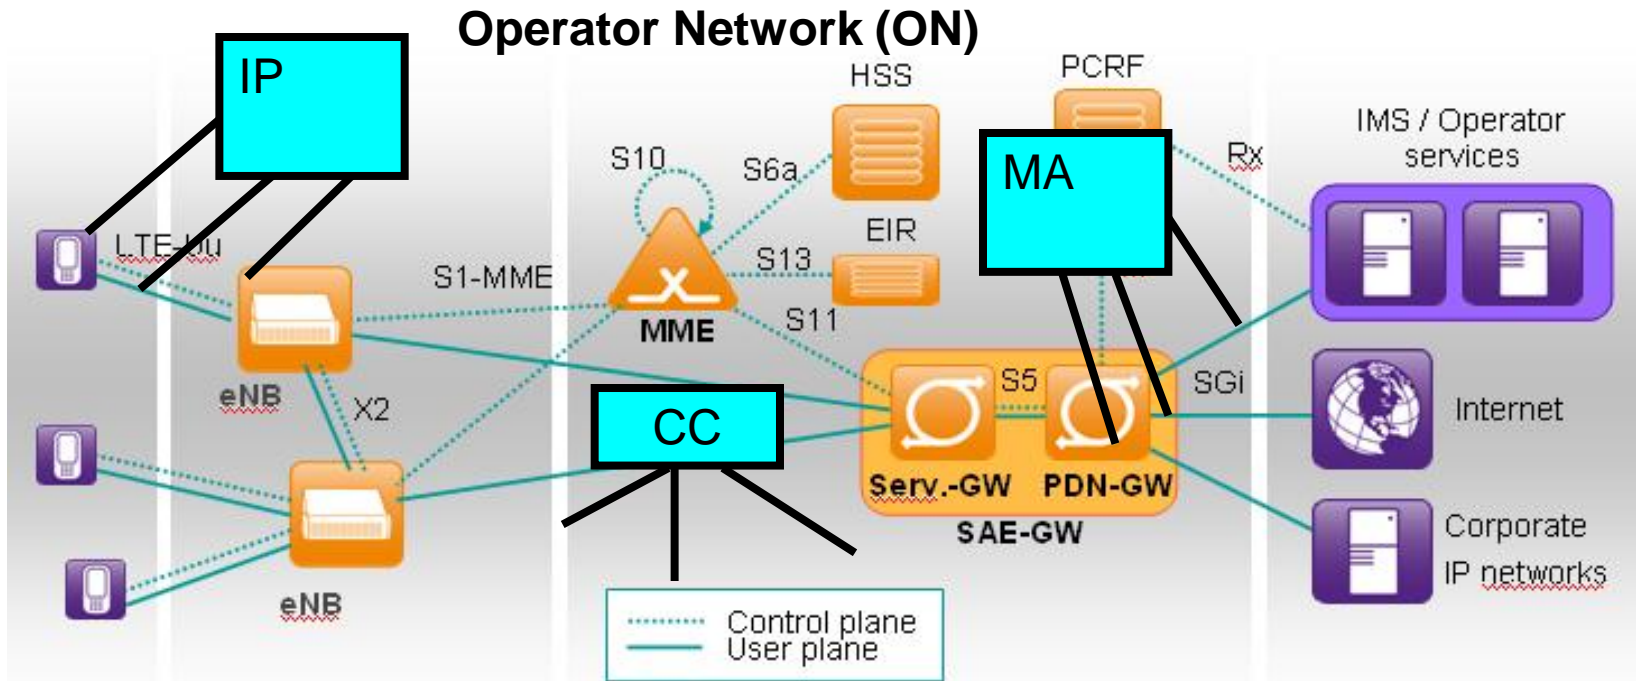 Operator Network (ON)
IP
HSS
PCRF
IMS / Operator
services
S10
S6a
Rx
MA
EIR
LTE-Uu
S1-MME
S13
MME
S11
eNB
X2
CC
S5
SGi
Internet
Serv.-GW
PDN-GW
SAE-GW
Corporate
IP networks
eNB
Control plane
User plane